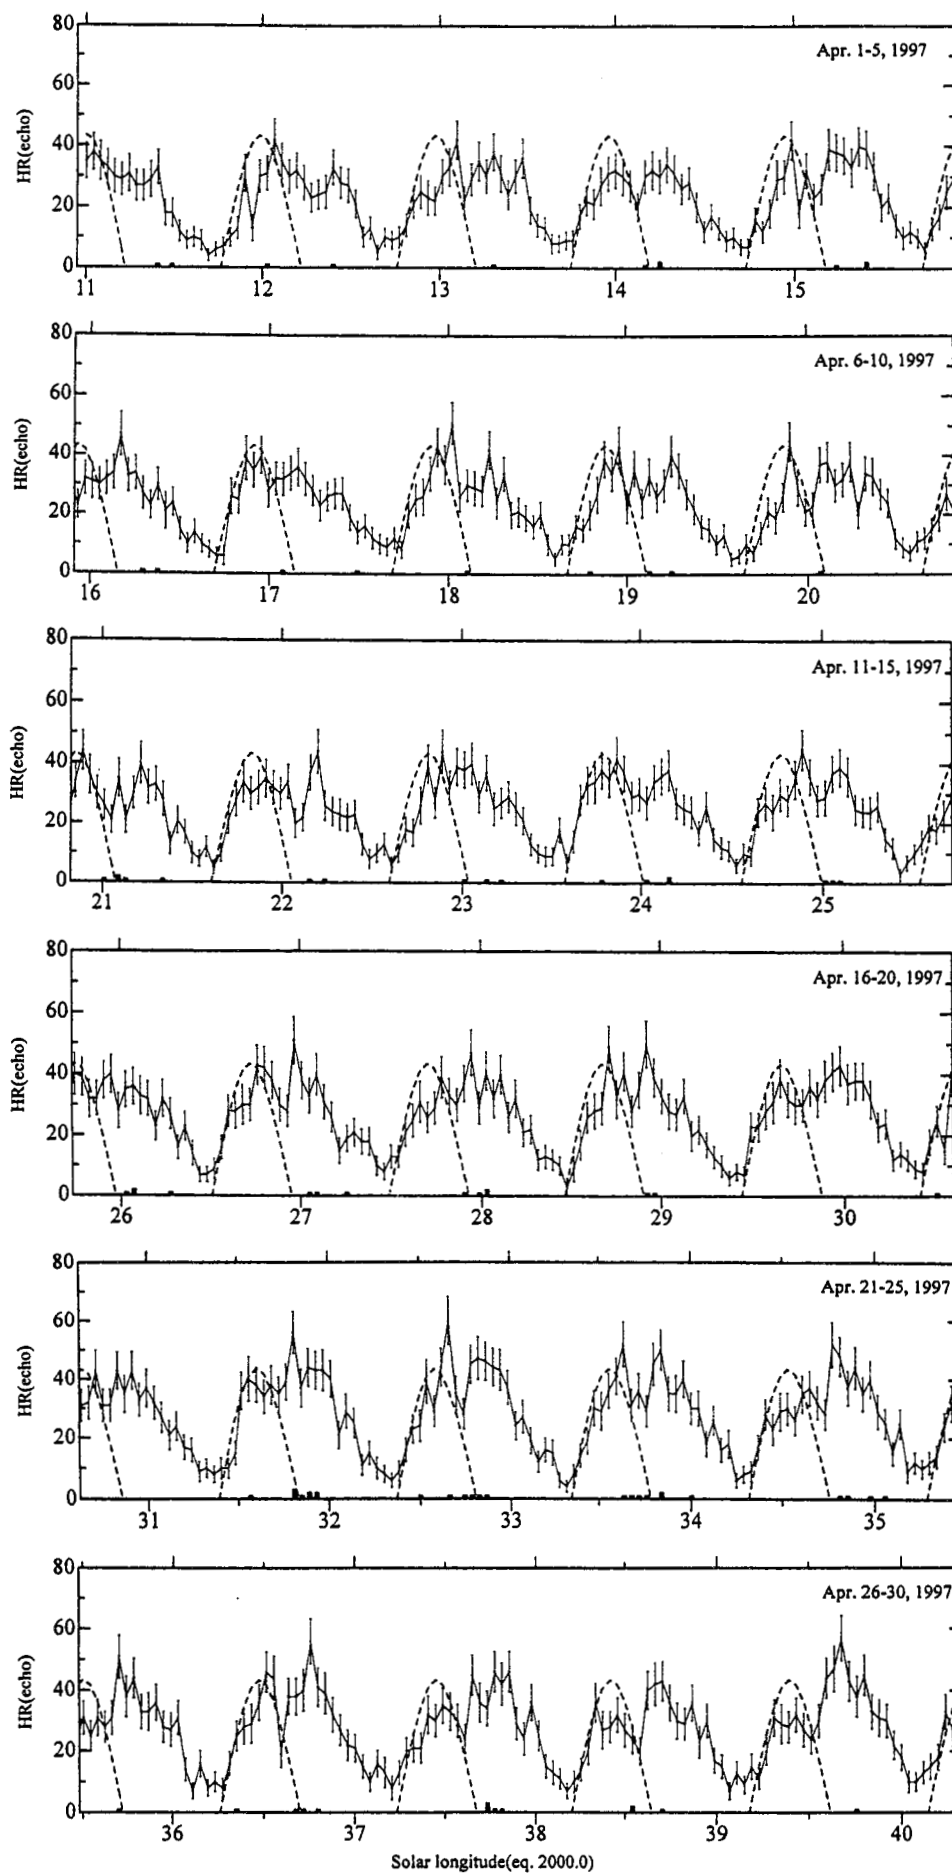 80
Apr. 1-5, 1997
60
HR(echo)
40
20
0
11 12 13 14 15
80
Apr. 6-10, 1997
60
HR(echo)
40
20
0
16 17 18 19 20
80
Apr. 11-15, 1997
60
HR(echo)
40
20
0
21 22 23 24 25
80
Apr. 16-20, 1997
60
HR(echo)
40
20
0
26 27 28 29 30
80
Apr. 21-25, 1997
60
HR(echo)
40
20
0
31 32 33 34 35
80
Apr. 26-30, 1997
60
HR(echo)
40
20
0
36 37 38 39 40
Solar longitude(eq. 2000.0)